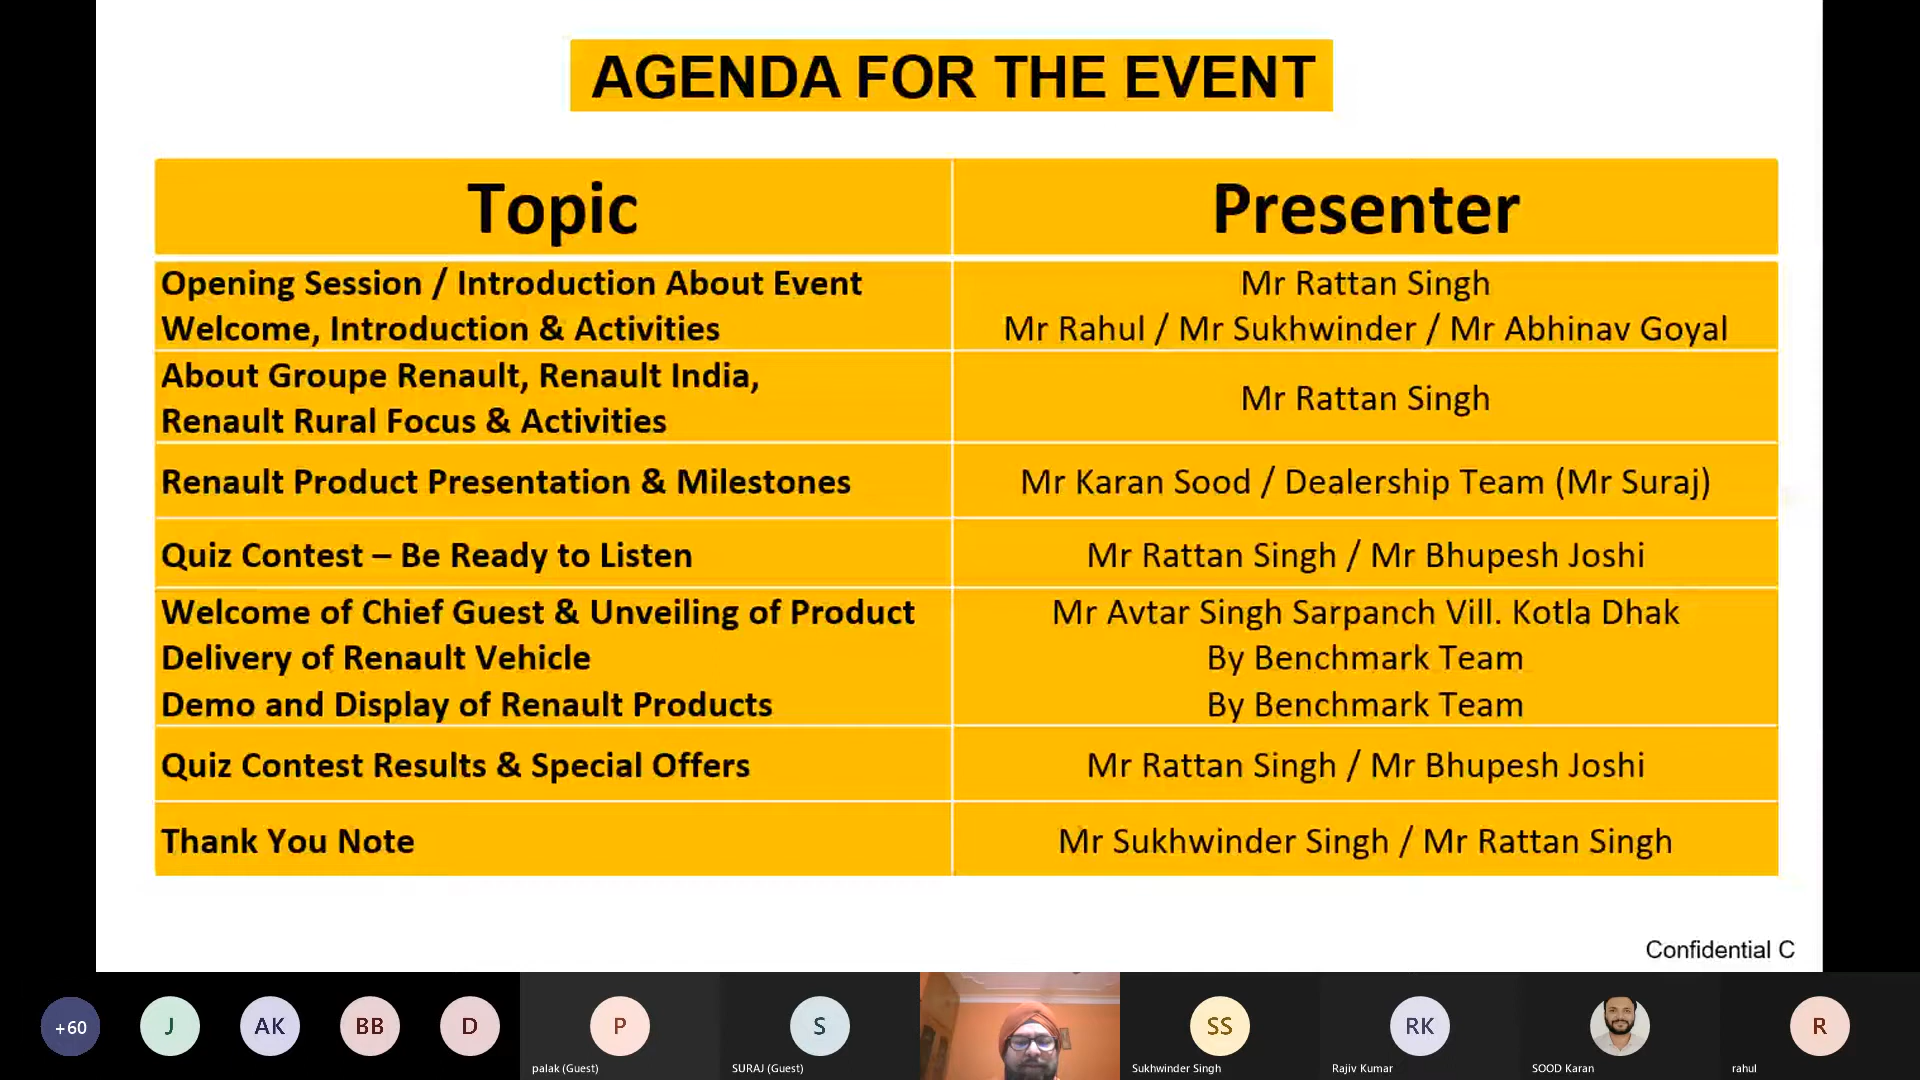 AGENDA FOR THE EVENT
Topic
Presenter
Opening Session / Introduction About Event
Welcome, Introduction & Activities
Mr Rattan Singh
Mr Rahul / Mr Sukhwinder / Mr Abhinav Goyal
About Groupe Renault, Renault India,
Renault Rural Focus & Activities
Mr Rattan Singh
Renault Product Presentation & Milestones
Mr Karan Sood / Dealership Team (Mr Suraj)
Quiz Contest – Be Ready to Listen
Mr Rattan Singh / Mr Bhupesh Joshi
Welcome of Chief Guest & Unveiling of Product
Delivery of Renault Vehicle
Demo and Display of Renault Products
Mr Avtar Singh Sarpanch Vill. Kotla Dhak
By Benchmark Team
By Benchmark Team
Quiz Contest Results & Special Offers
Mr Rattan Singh / Mr Bhupesh Joshi
Thank You Note
Mr Sukhwinder Singh / Mr Rattan Singh
Confidential C
+60
J
AK
BB
D
P
palak (Guest)
S
SURAJ (Guest)
SS
Sukhwinder Singh
RK
Rajiv Kumar
SOOD Karan
R
rahul